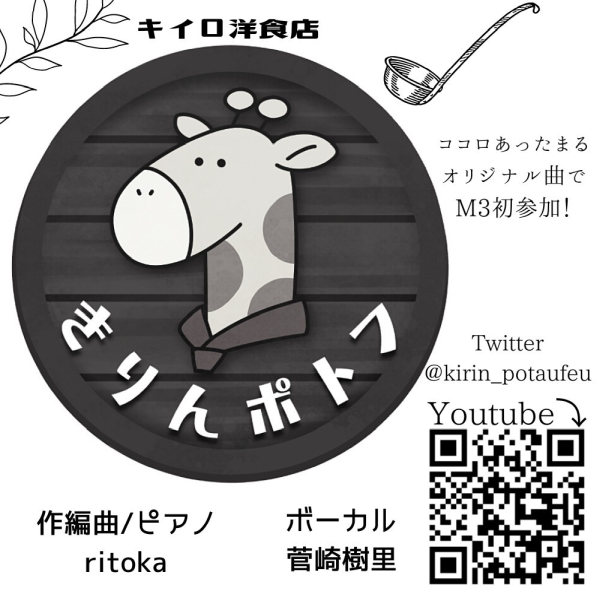 キイロ洋食店
ココロあったまる
オリジナル曲で
M3初参加!
きりんポトフ
Twitter
@kirin_potaufeu
Youtube
作編曲/ピアノ
ritoka
ボーカル
菅崎樹里